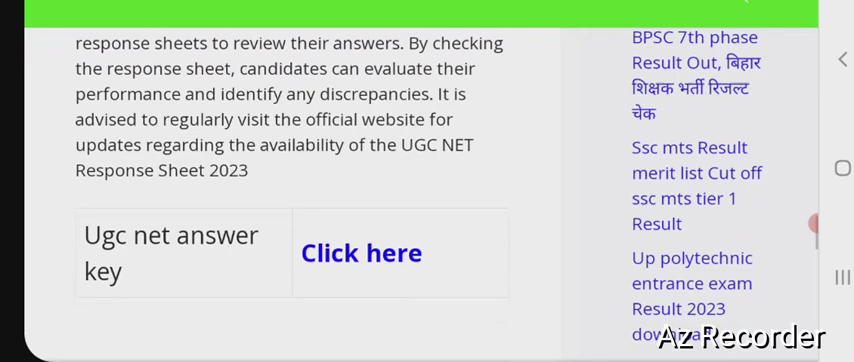 response sheets to review their answers. By checking
the response sheet, candidates can evaluate their
performance and identify any discrepancies. It is
advised to regularly visit the official website for
updates regarding the availability of the UGC NET
Response Sheet 2023
Ugc net answer
key
Click here
BPSC 7th phase
Result Out, बिहार
शिक्षक भर्ती रिजल्ट
चेक
Ssc mts Result
merit list Cut off
ssc mts tier 1
Result
Up polytechnic
entrance exam
Result 2023
Az Recorder